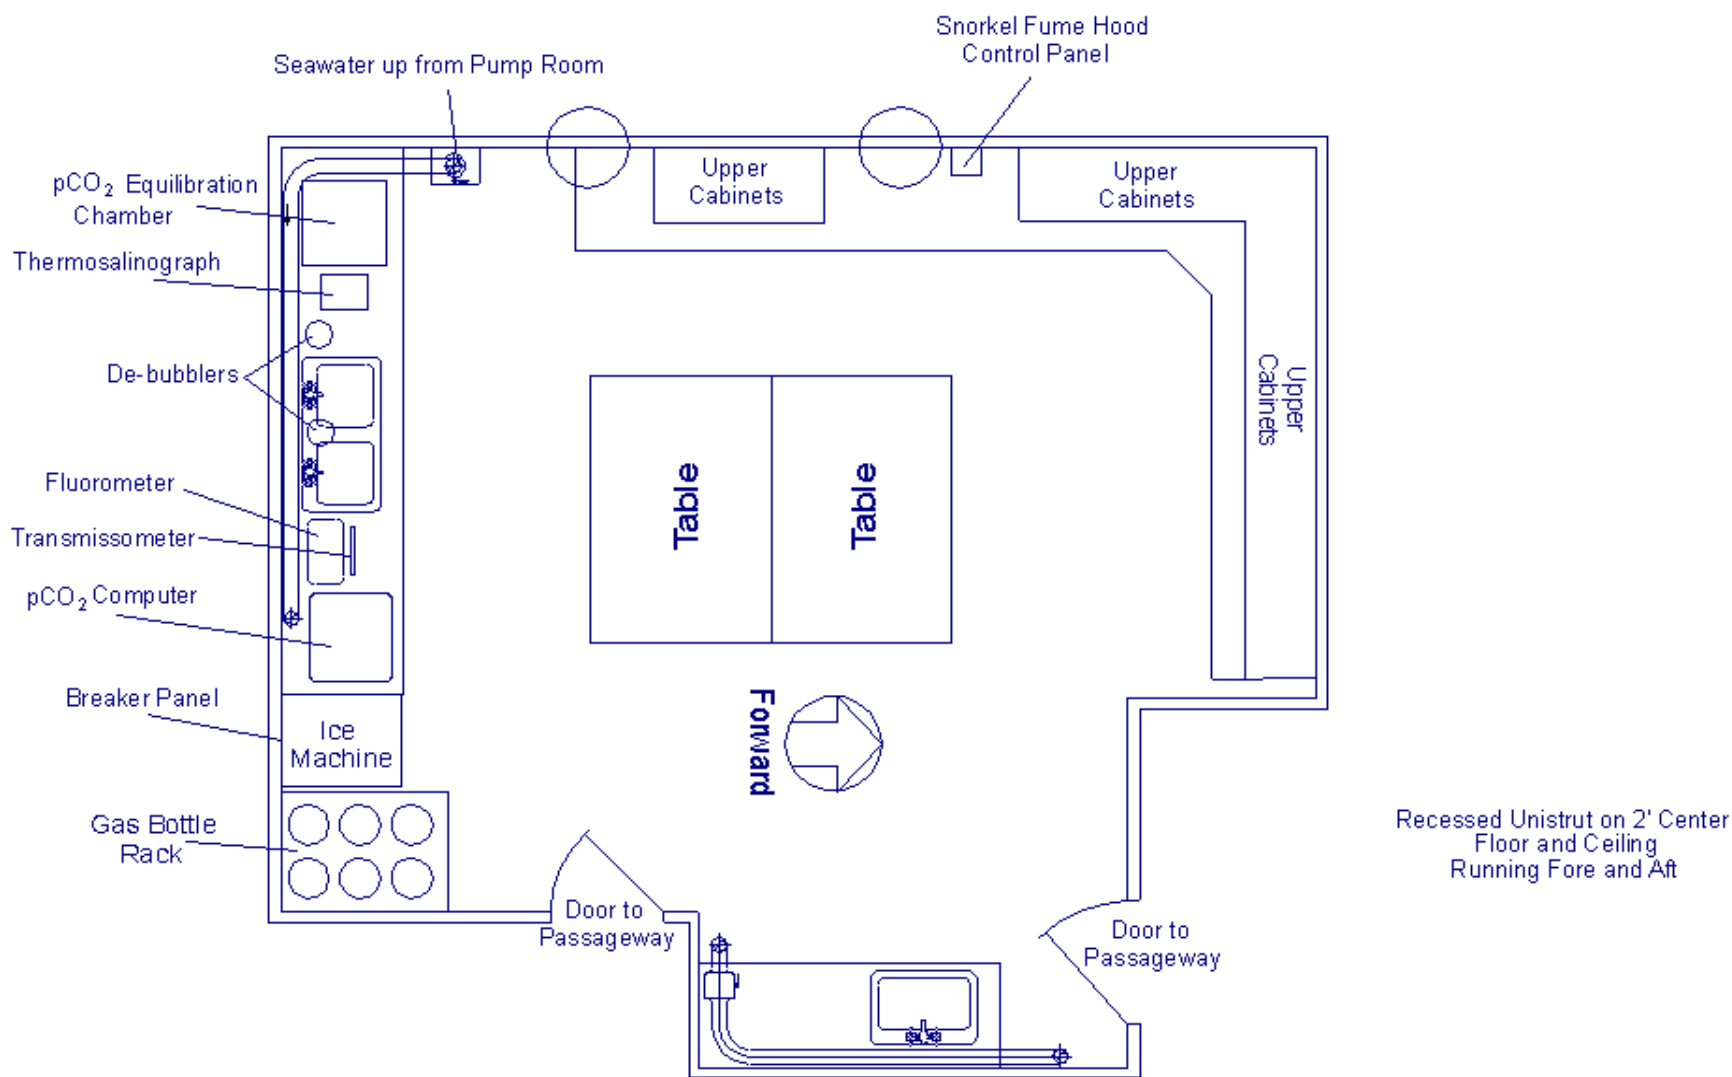 Snorkel Fume Hood
Control Panel
Seawater up from Pump Room
pCO₂ Equilibration
Chamber
Upper
Cabinets
Upper
Cabinets
Thermosalinograph
De-bubblers
Upper
Cabinets
Fluorometer
Table
Table
Transmissometer
pCO₂ Computer
Breaker Panel
Ice
Machine
Forward
Gas Bottle
Rack
Recessed Unistrut on 2' Center
Floor and Ceiling
Running Fore and Aft
Door to
Passageway
Door to
Passageway